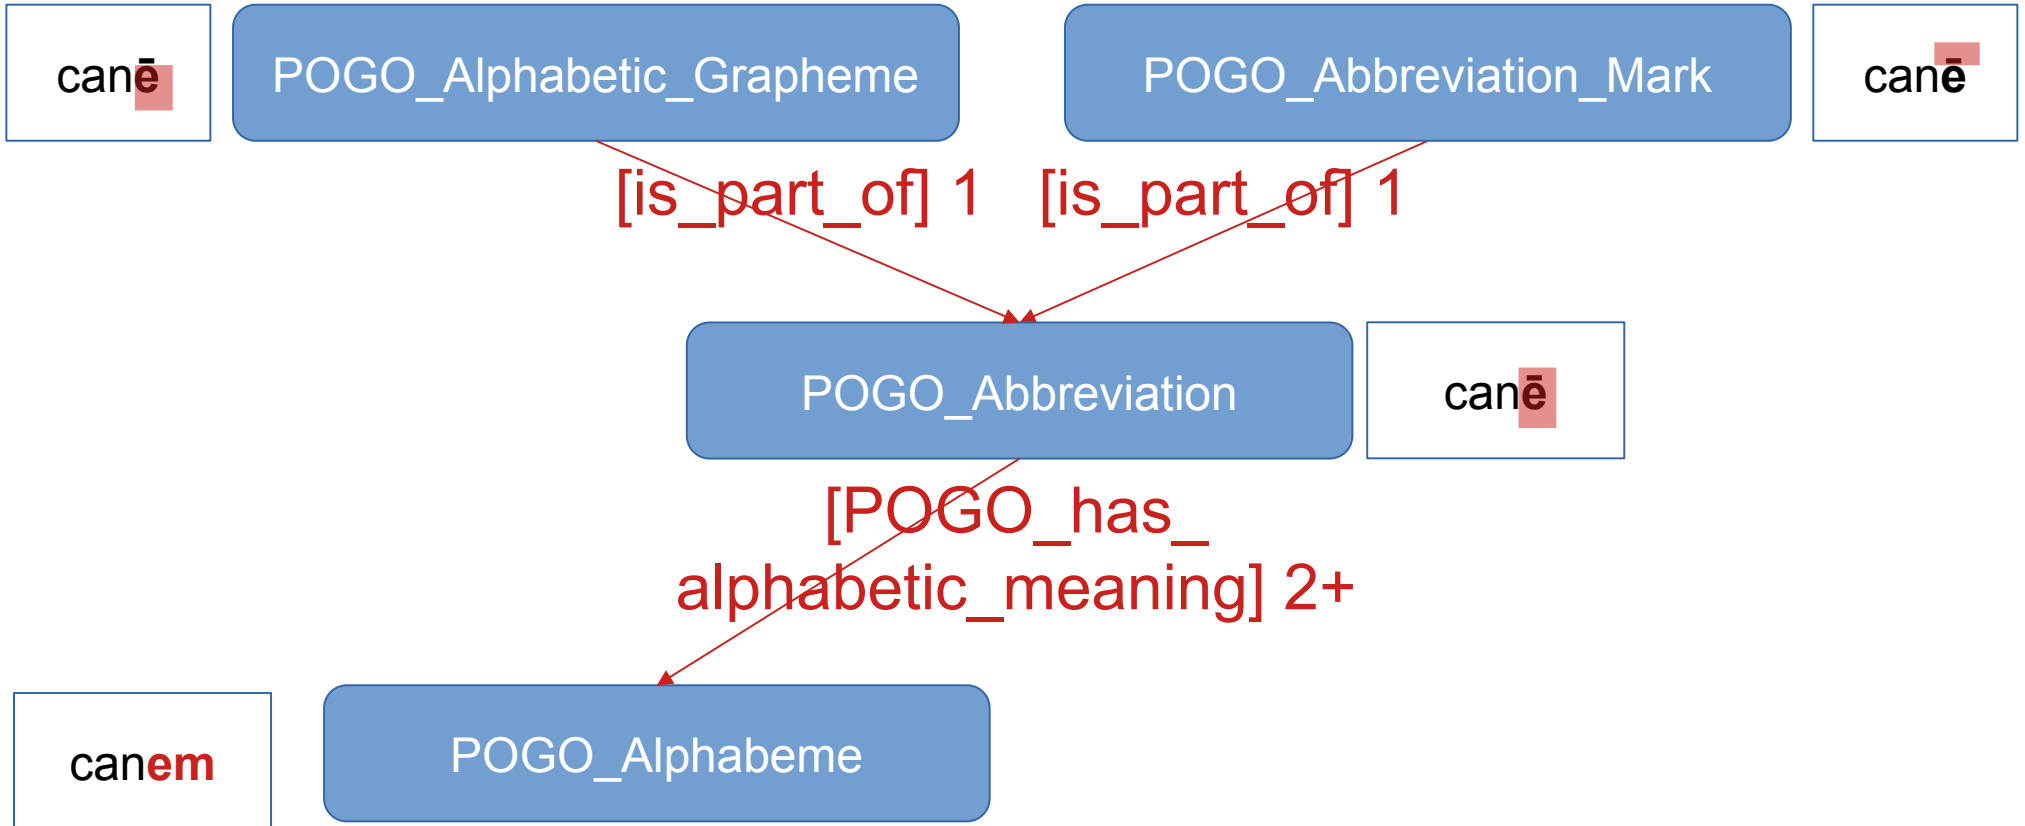 canē
POGO_Alphabetic_Grapheme
POGO_Abbreviation_Mark
canē
[is_part_of] 1
[is_part_of] 1
POGO_Abbreviation
canē
[POGO_has_
alphabetic_meaning] 2+
canem
POGO_Alphabeme